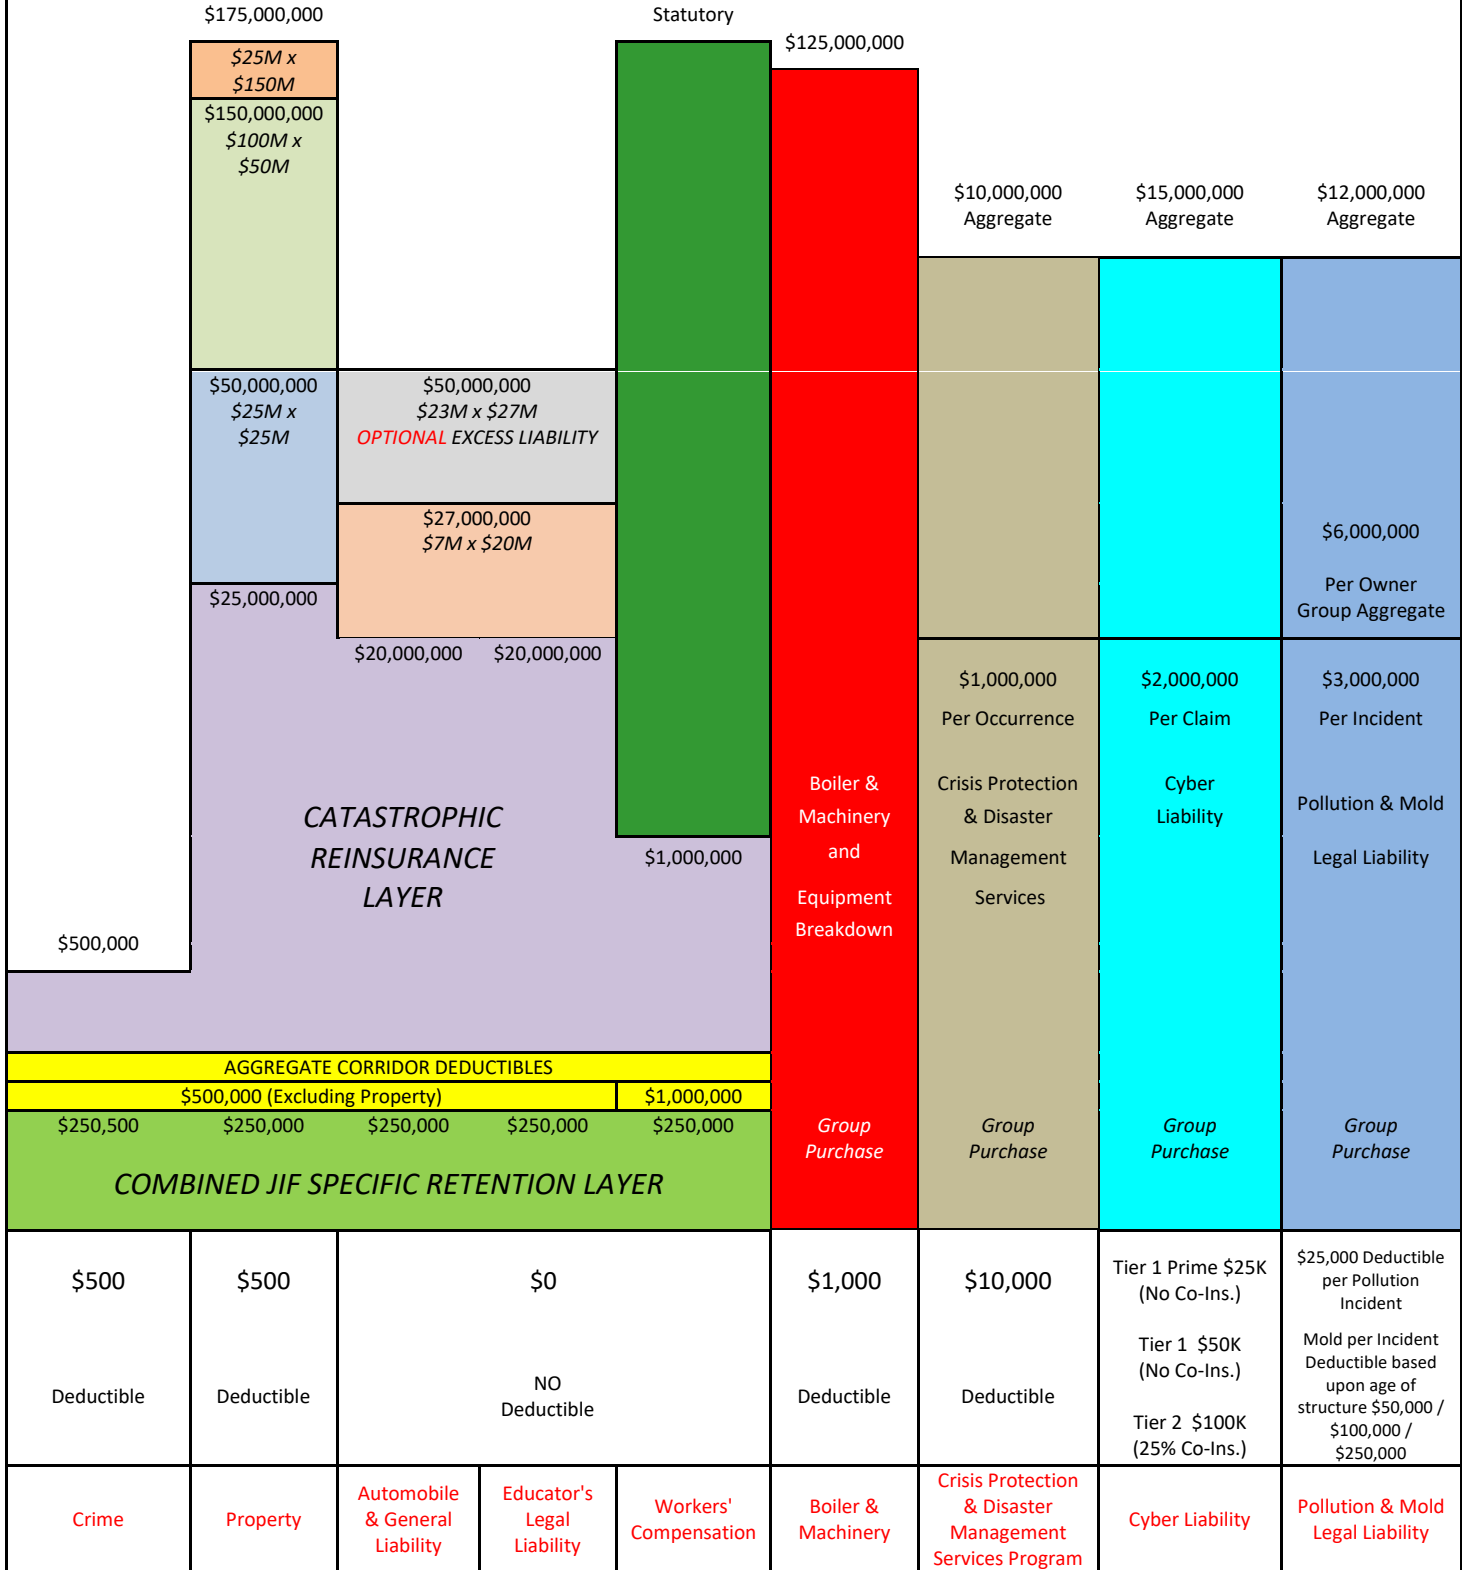 $175,000,000
Statutory
$125,000,000
$25M x
$150M
$150,000,000
$100M x
$50M
$10,000,000
Aggregate
$15,000,000
Aggregate
$12,000,000
Aggregate
$50,000,000
$25M x
$25M
$50,000,000
$23M x $27M
OPTIONAL EXCESS LIABILITY
$27,000,000
$7M x $20M
$6,000,000
Per Owner
Group Aggregate
$25,000,000
$20,000,000
$20,000,000
$1,000,000
Per Occurrence
$2,000,000
Per Claim
$3,000,000
Per Incident
CATASTROPHIC
REINSURANCE
LAYER
$1,000,000
Boiler &
Machinery
and
Equipment
Breakdown
Crisis Protection
& Disaster
Management
Services
Cyber
Liability
Pollution & Mold
Legal Liability
$500,000
AGGREGATE CORRIDOR DEDUCTIBLES
$500,000 (Excluding Property)
$1,000,000
$250,500
$250,000
$250,000
$250,000
$250,000
COMBINED JIF SPECIFIC RETENTION LAYER
Group
Purchase
Group
Purchase
Group
Purchase
Group
Purchase
$500
Deductible
$500
Deductible
$0
NO
Deductible
$1,000
Deductible
$10,000
Deductible
Tier 1 Prime $25K
(No Co-Ins.)
Tier 1 $50K
(No Co-Ins.)
Tier 2 $100K
(25% Co-Ins.)
$25,000 Deductible
per Pollution
Incident
Mold per Incident
Deductible based
upon age of
structure $50,000 /
$100,000 /
$250,000
Crime
Property
Automobile
& General
Liability
Educator's
Legal
Liability
Workers'
Compensation
Boiler &
Machinery
Crisis Protection
& Disaster
Management
Services Program
Cyber Liability
Pollution & Mold
Legal Liability